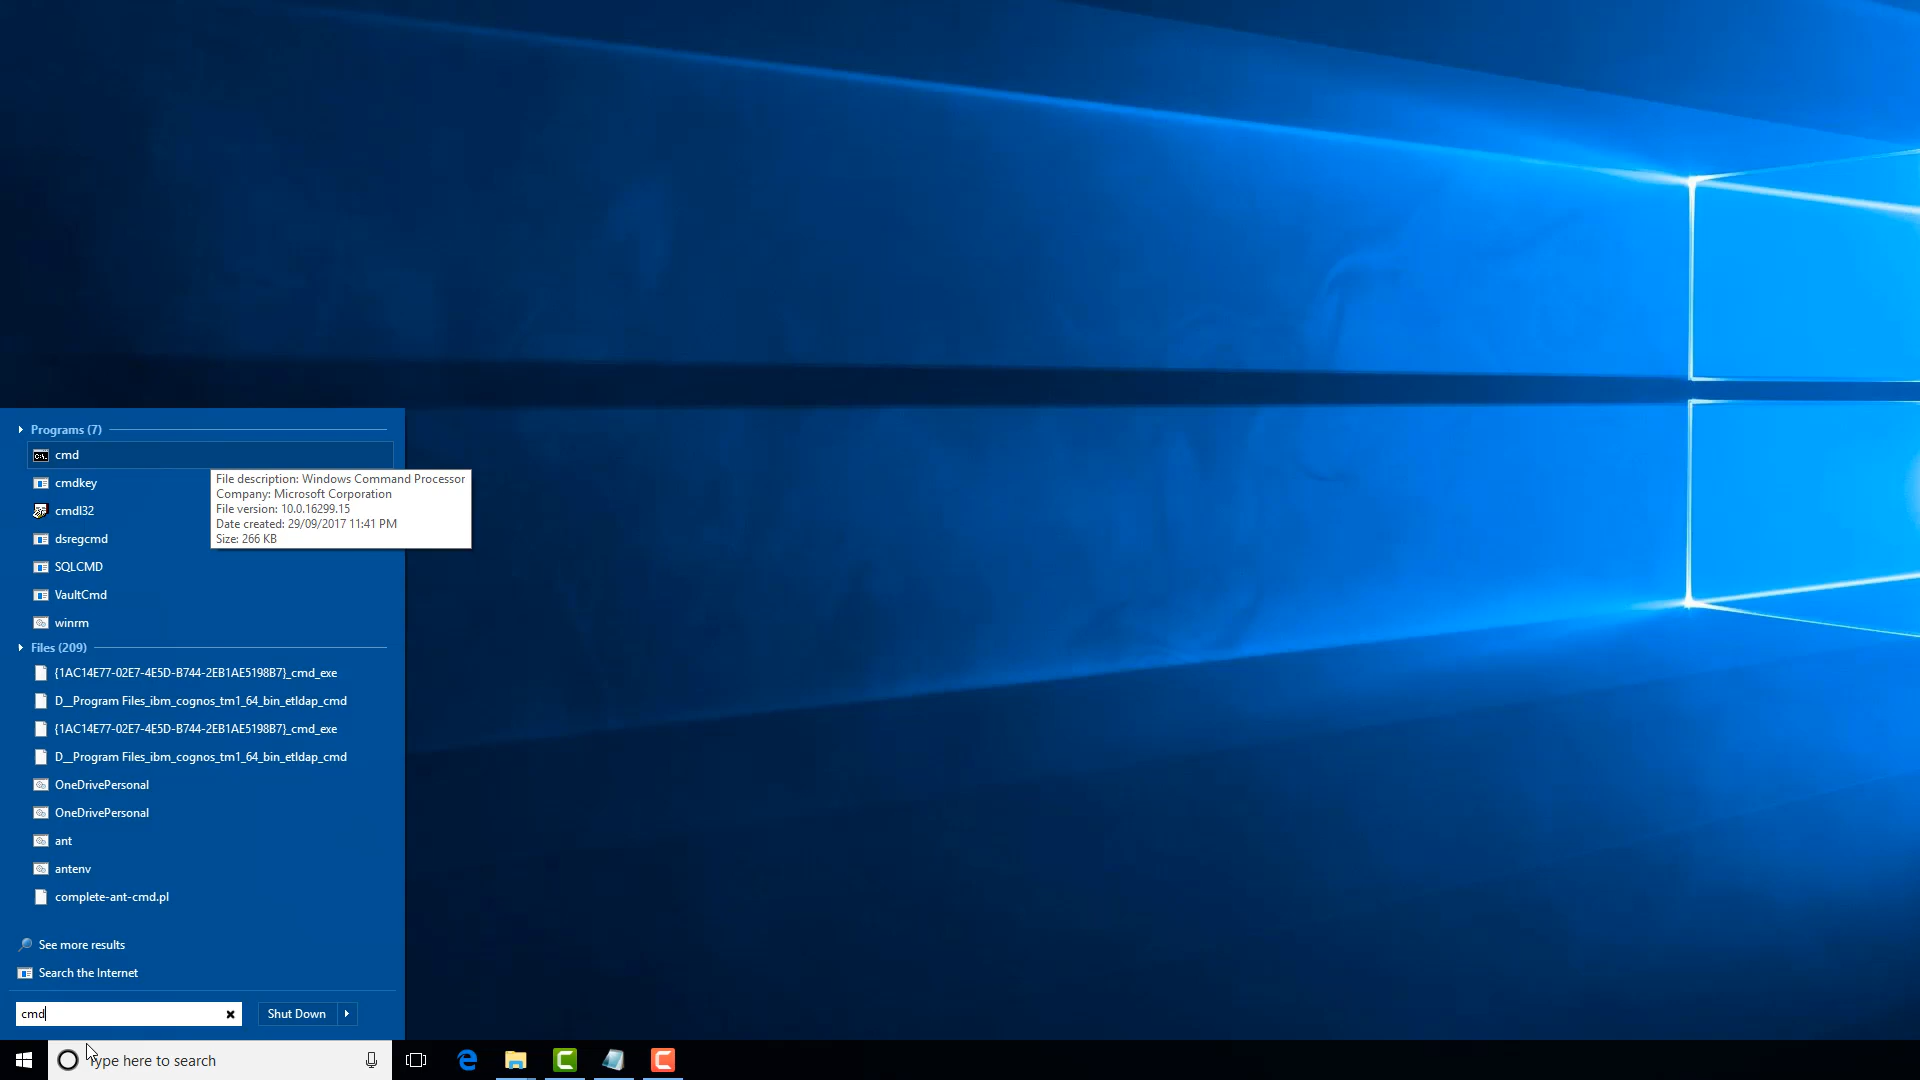 Programs (7)
cmd
File description: Windows Command Processor
Company: Microsoft Corporation
File version: 10.0.16299.15
Date created: 29/09/2017 11:41 PM
Size: 266 KB
cmdkey
cmdl32
dsregcmd
SQLCMD
VaultCmd
winrm
Files (209)
{1AC14E77-02E7-4E5D-B744-2EB1AE5198B7}_cmd_exe
D__Program Files_ibm_cognos_tm1_64_bin_etldap_cmd
{1AC14E77-02E7-4E5D-B744-2EB1AE5198B7}_cmd_exe
D__Program Files_ibm_cognos_tm1_64_bin_etldap_cmd
OneDrivePersonal
OneDrivePersonal
ant
antenv
complete-ant-cmd.pl
See more results
Search the Internet
cmd
Shut Down
Type here to search